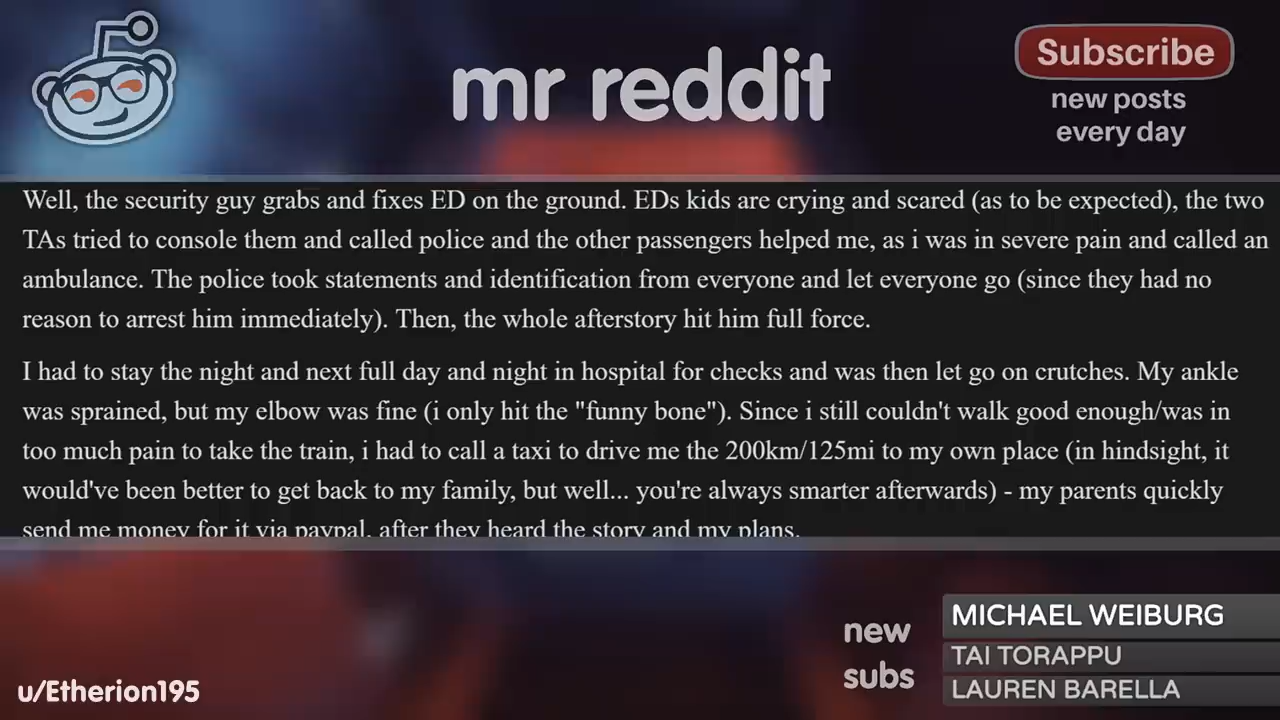 mr reddit
Subscribe
new posts
every day
Well, the security guy grabs and fixes ED on the ground. EDs kids are crying and scared (as to be expected), the two
TAs tried to console them and called police and the other passengers helped me, as i was in severe pain and called an
ambulance. The police took statements and identification from everyone and let everyone go (since they had no
reason to arrest him immediately). Then, the whole afterstory hit him full force.
I had to stay the night and next full day and night in hospital for checks and was then let go on crutches. My ankle
was sprained, but my elbow was fine (i only hit the "funny bone"). Since i still couldn't walk good enough/was in
too much pain to take the train, i had to call a taxi to drive me the 200km/125mi to my own place (in hindsight, it
would've been better to get back to my family, but well... you're always smarter afterwards) - my parents quickly
send me money for it via paypal, after they heard the story and my plans.
new
subs
MICHAEL WEIBURG
TAI TORAPPU
LAUREN BARELLA
u/Etherion195